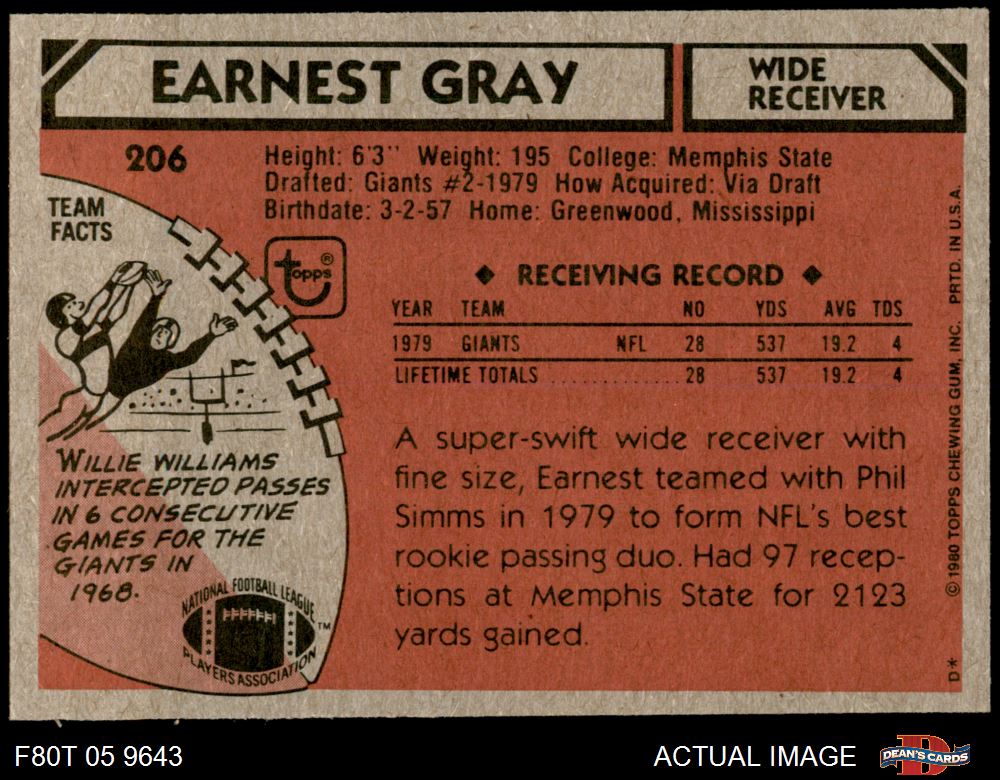 EARNEST GRAY
WIDE
RECEIVER
206
Height: 6'3" Weight: 195 College: Memphis State
Drafted: Giants #2-1979 How Acquired: Via Draft
Birthdate: 3-2-57 Home: Greenwood, Mississippi
TEAM
FACTS
topps ®
◆ RECEIVING RECORD ◆
YEAR TEAM NO YDS AVG TDS
1979 GIANTS NFL 28 537 19.2 4
LIFETIME TOTALS ............ 28 537 19.2 4
A super-swift wide receiver with
fine size, Earnest teamed with Phil
Simms in 1979 to form NFL's best
rookie passing duo. Had 97 recep-
tions at Memphis State for 2123
yards gained.
WILLIE WILLIAMS
INTERCEPTED PASSES
IN 6 CONSECUTIVE
GAMES FOR THE
GIANTS IN
1968.
NATIONAL FOOTBALL LEAGUE
PLAYERS ASSOCIATION
TM
D* © 1980 TOPPS CHEWING GUM, INC. PRTD. IN U.S.A.
F80T 05 9643
ACTUAL IMAGE
DEAN'S CARDS